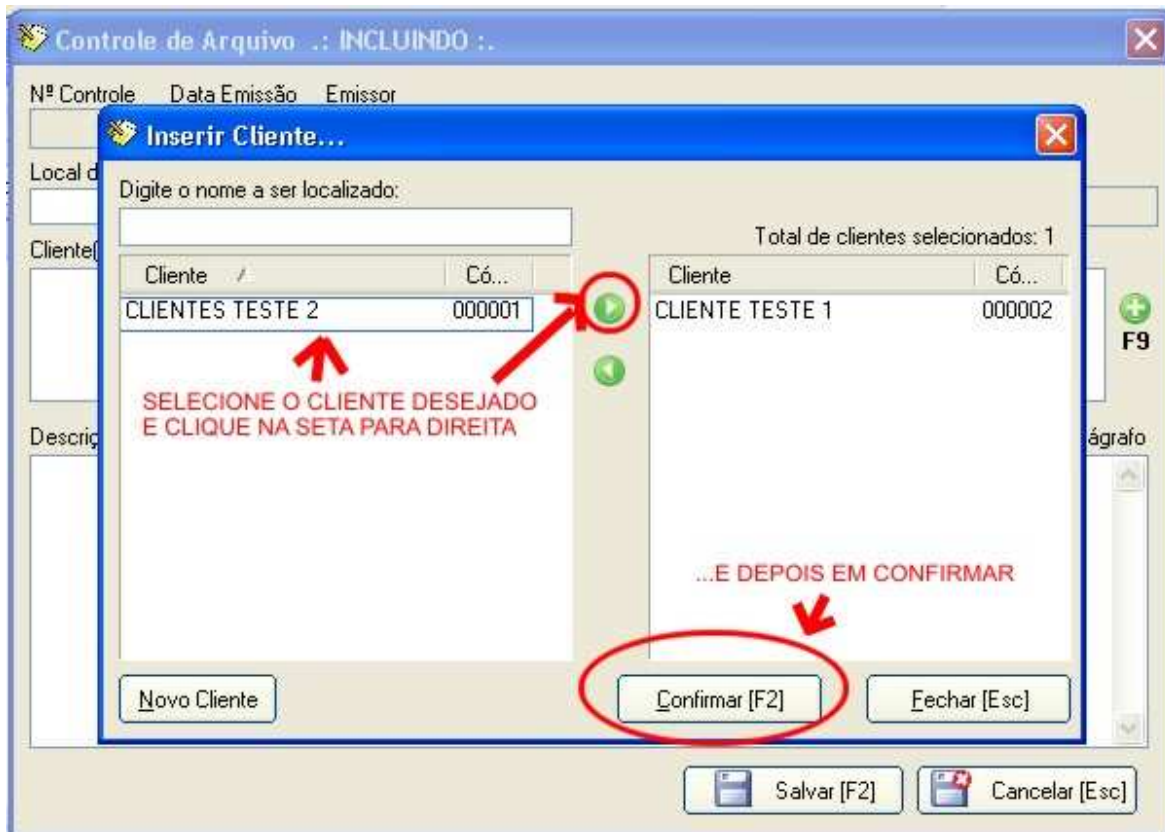 Controle de Arquivo .: INCLUINDO :.
Nº Controle Data Emissão Emissor
Inserir Cliente...
Local d
Digite o nome a ser localizado:
Total de clientes selecionados: 1
Cliente(
Cliente Có...
Cliente Có...
CLIENTES TESTE 2 000001
CLIENTE TESTE 1 000002
F9
SELECIONE O CLIENTE DESEJADO
E CLIQUE NA SETA PARA DIREITA
Descriç
ágrafo
...E DEPOIS EM CONFIRMAR
Novo Cliente
Confirmar [F2]
Fechar [Esc]
Salvar [F2]
Cancelar [Esc]